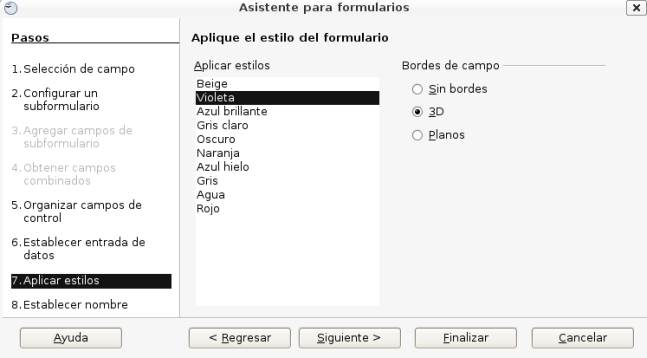 Asistente para formularios
Pasos
1. Selección de campo
2. Configurar un
subformulario
3. Agregar campos de
subformulario
4. Obtener campos
combinados
5. Organizar campos de
control
6. Establecer entrada de
datos
7. Aplicar estilos
8. Establecer nombre
Aplique el estilo del formulario
Aplicar estilos
Beige
Violeta
Azul brillante
Gris claro
Oscuro
Naranja
Azul hielo
Gris
Agua
Rojo
Bordes de campo
Sin bordes
3D
Planos
Ayuda
< Regresar
Siguiente >
Finalizar
Cancelar